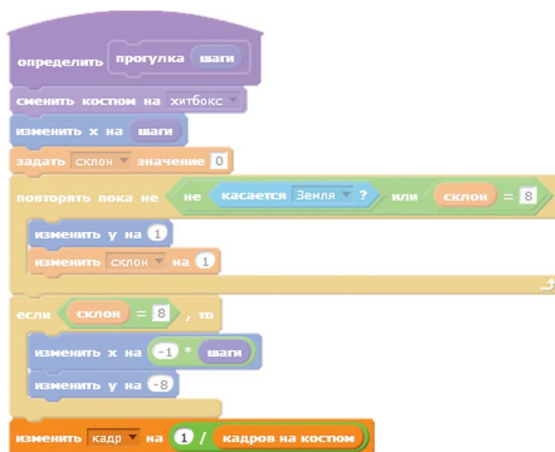 определить прогулка шаги
сменить костюм на хитбокс
изменить x на шаги
задать склон значение 0
повторять пока не не касается Земля ? или склон = 8
изменить y на 1
изменить склон на 1
если склон = 8 , то
изменить x на -1 * шаги
изменить y на -8
изменить кадр на 1 / кадров на костюм